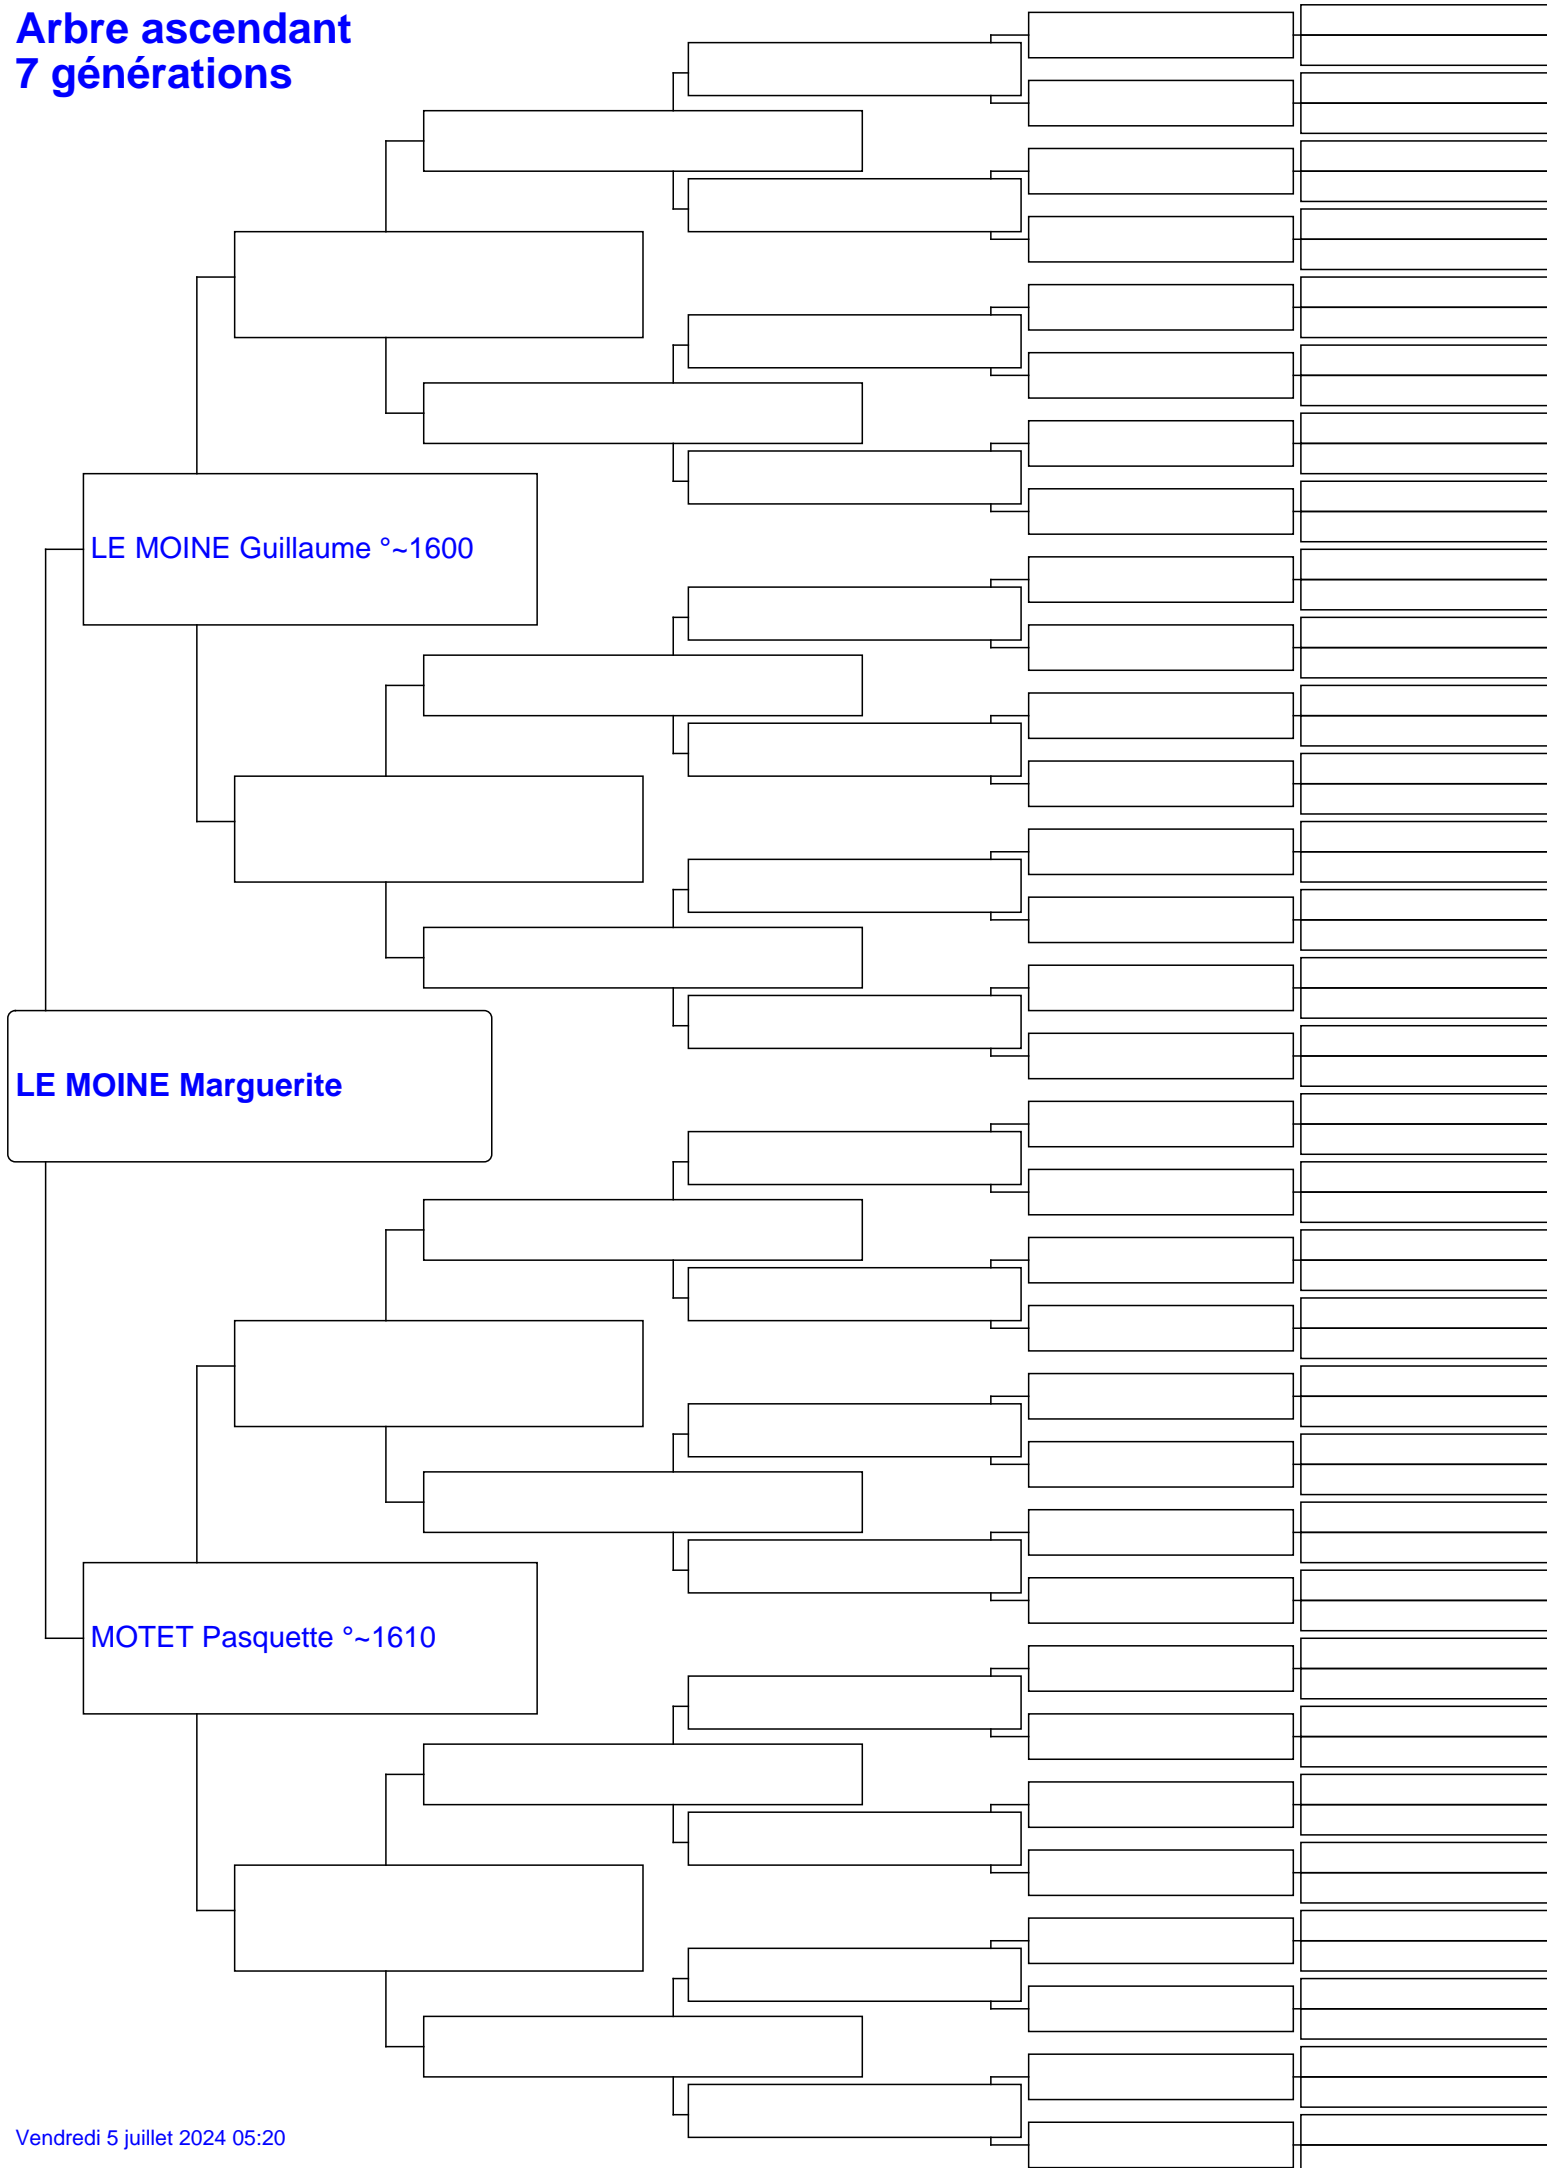 Arbre ascendant
7 générations
LE MOINE Guillaume °~1600
LE MOINE Marguerite
MOTET Pasquette °~1610
Vendredi 5 juillet 2024 05:20